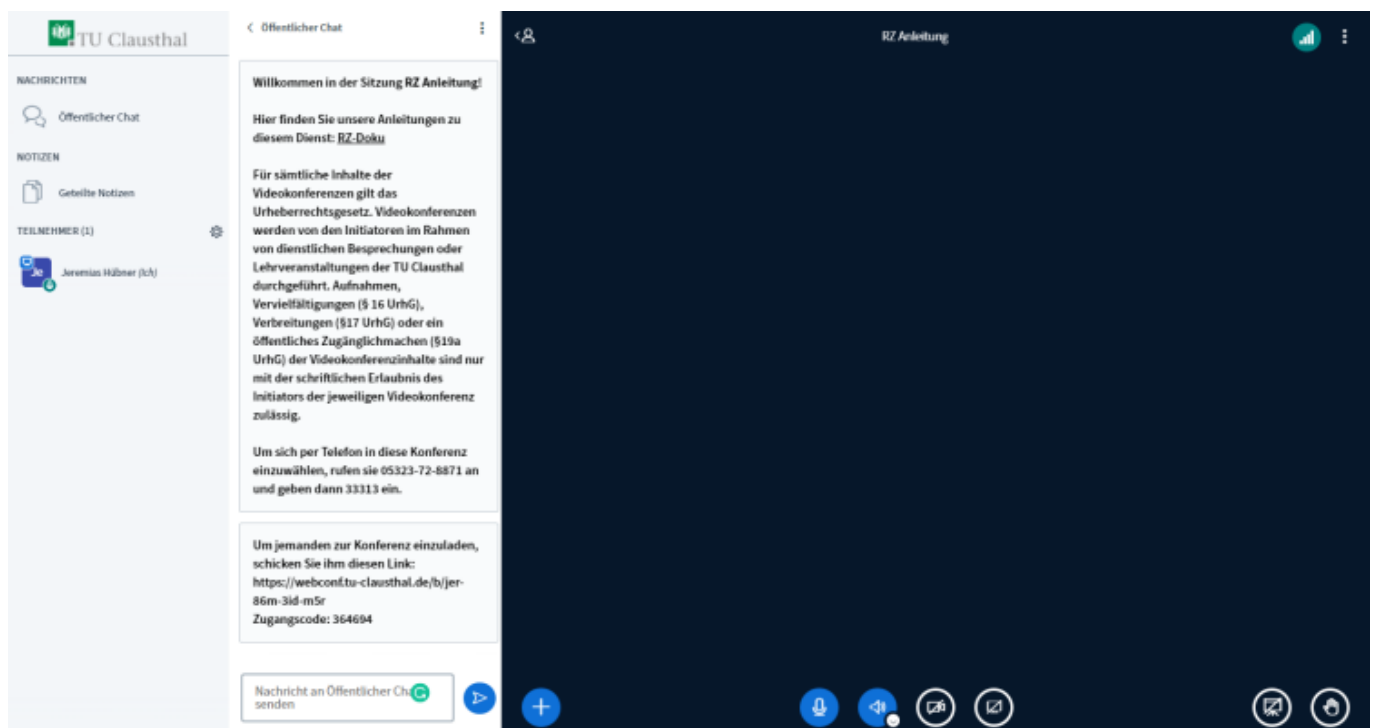 TU Clausthal
NACHRICHTEN
Öffentlicher Chat
NOTIZEN
Geteilte Notizen
TEILNEHMER (1)
Je
Jeremias Hübner (Ich)
Öffentlicher Chat
Willkommen in der Sitzung RZ Anleitung!
Hier finden Sie unsere Anleitungen zu
diesem Dienst: RZ-Doku
Für sämtliche Inhalte der
Videokonferenzen gilt das
Urheberrechtsgesetz. Videokonferenzen
werden von den Initiatoren im Rahmen
von dienstlichen Besprechungen oder
Lehrveranstaltungen der TU Clausthal
durchgeführt. Aufnahmen,
Vervielfältigungen (§ 16 UrhG),
Verbreitungen (§17 UrhG) oder ein
öffentliches Zugänglichmachen (§19a
UrhG) der Videokonferenzinhalte sind nur
mit der schriftlichen Erlaubnis des
Initiators der jeweiligen Videokonferenz
zulässig.
Um sich per Telefon in diese Konferenz
einzuwählen, rufen sie 05323-72-8871 an
und geben dann 33313 ein.
Um jemanden zur Konferenz einzuladen,
schicken Sie ihm diesen Link:
https://webconf.tu-clausthal.de/b/jer-
86m-3id-m5r
Zugangscode: 364694
Nachricht an Öffentlicher Cha
senden
RZ Anleitung